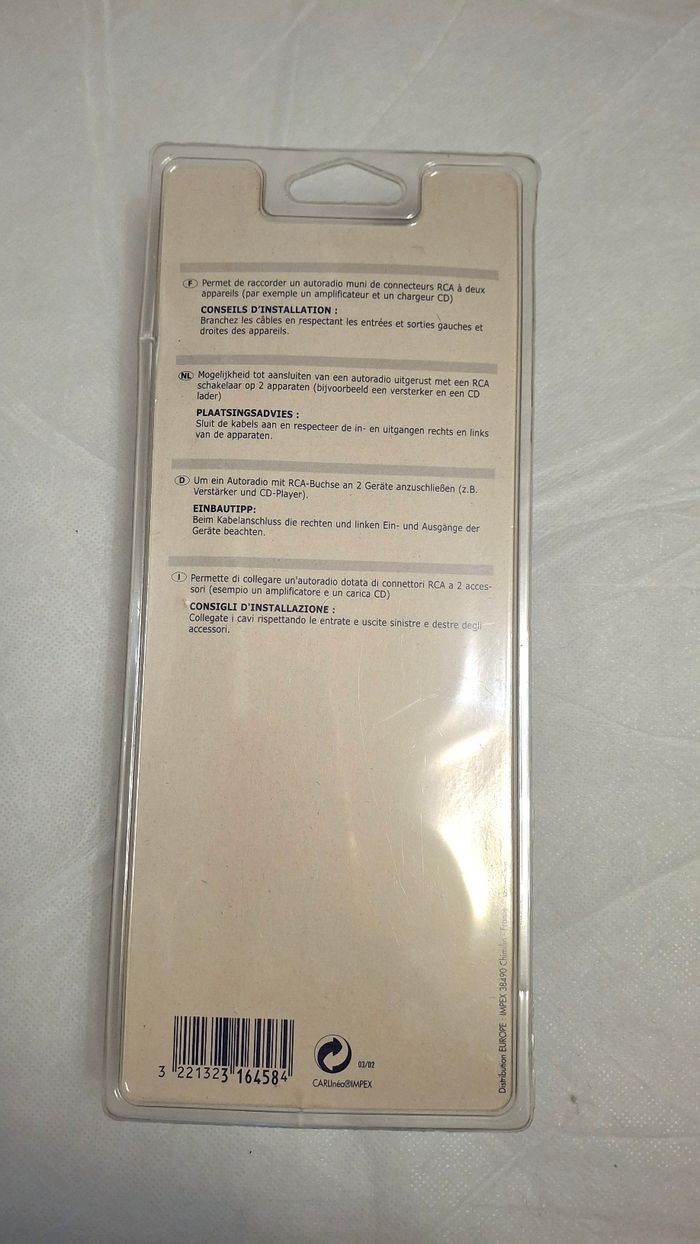 F Permet de raccorder un autoradio muni de connecteurs RCA à deux
appareils (par exemple un amplificateur et un chargeur CD)
CONSEILS D'INSTALLATION :
Branchez les câbles en respectant les entrées et sorties gauches et
droites des appareils.
NL Mogelijkheid tot aansluiten van een autoradio uitgerust met een RCA
schakelaar op 2 apparaten (bijvoorbeeld een versterker en een CD
lader)
PLAATSINGSADVIES :
Sluit de kabels aan en respecteer de in- en uitgangen rechts en links
van de apparaten.
D Um ein Autoradio mit RCA-Buchse an 2 Geräte anzuschließen (z.B.
Verstärker und CD-Player).
EINBAUTIPP:
Beim Kabelanschluss die rechten und linken Ein- und Ausgänge der
Geräte beachten.
I Permette di collegare un'autoradio dotata di connettori RCA a 2 acces-
sori (esempio un amplificatore e un carica CD)
CONSIGLI D'INSTALLAZIONE :
Collegate i cavi rispettando le entrate e uscite sinistre e destre degli
accessori.
3 221323 164584
03/02
CARLInéa®IMPEX
Distribution EUROPE : IMPEX 38490 Chimilin - France